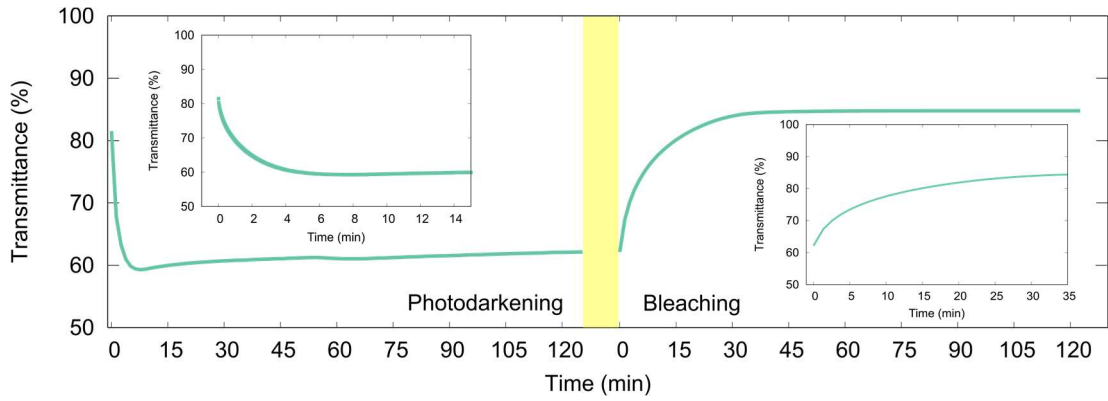 Transmittance (%)
100
90
80
70
60
50
0 15 30 45 60 75 90 105 120 0 15 30 45 60 75 90 105 120
Time (min)
Photodarkening
Bleaching
Transmittance (%)
100
90
80
70
60
50
0 2 4 6 8 10 12 14
Time (min)
Transmittance (%)
100
90
80
70
60
50
0 5 10 15 20 25 30 35
Time (min)